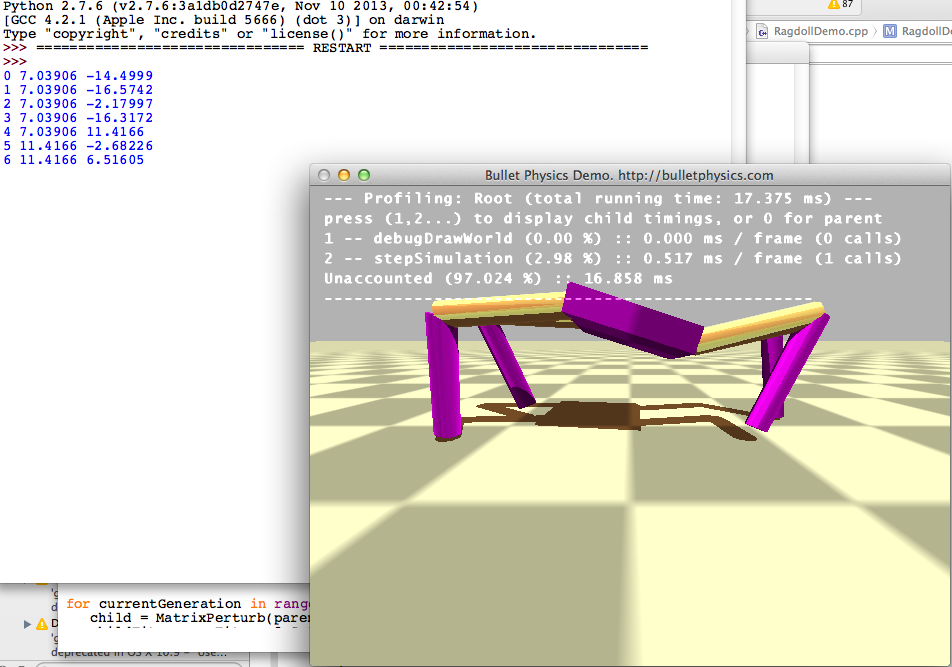 Python 2.7.6 (v2.7.6:3a1db0d2747e, Nov 10 2013, 00:42:54)
[GCC 4.2.1 (Apple Inc. build 5666) (dot 3)] on darwin
Type "copyright", "credits" or "license()" for more information.
>>> ================================ RESTART ================================
>>>
0 7.03906 -14.4999
1 7.03906 -16.5742
2 7.03906 -2.17997
3 7.03906 -16.3172
4 7.03906 11.4166
5 11.4166 -2.68226
6 11.4166 6.51605
87
RagdollDemo.cpp
M RagdollD
Bullet Physics Demo. http://bulletphysics.com
--- Profiling: Root (total running time: 17.375 ms) ---
press (1,2...) to display child timings, or 0 for parent
1 -- debugDrawWorld (0.00 %) :: 0.000 ms / frame (0 calls)
2 -- stepSimulation (2.98 %) :: 0.517 ms / frame (1 calls)
Unaccounted (97.024 %) :: 16.858 ms
-------------------------------------------------
for currentGeneration in rang
child = MatrixPerturb(paren
deprecated in OS X 10.9 - Use...